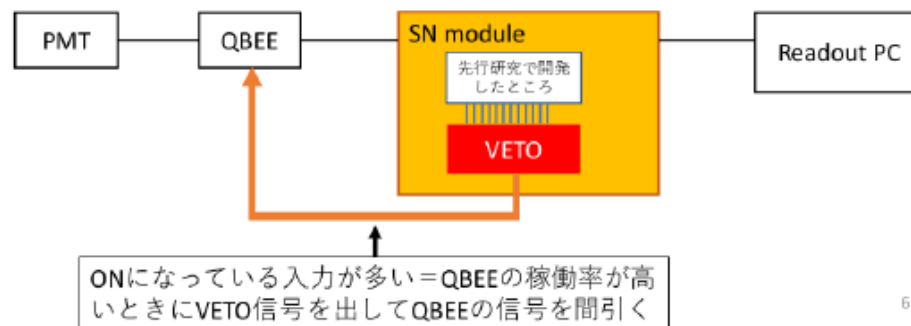 PMT
QBEE
SN module
先行研究で開発
したところ
VETO
Readout PC
ONになっている入力が多い＝QBEEの稼働率が高
いときにVETO信号を出してQBEEの信号を間引く
6